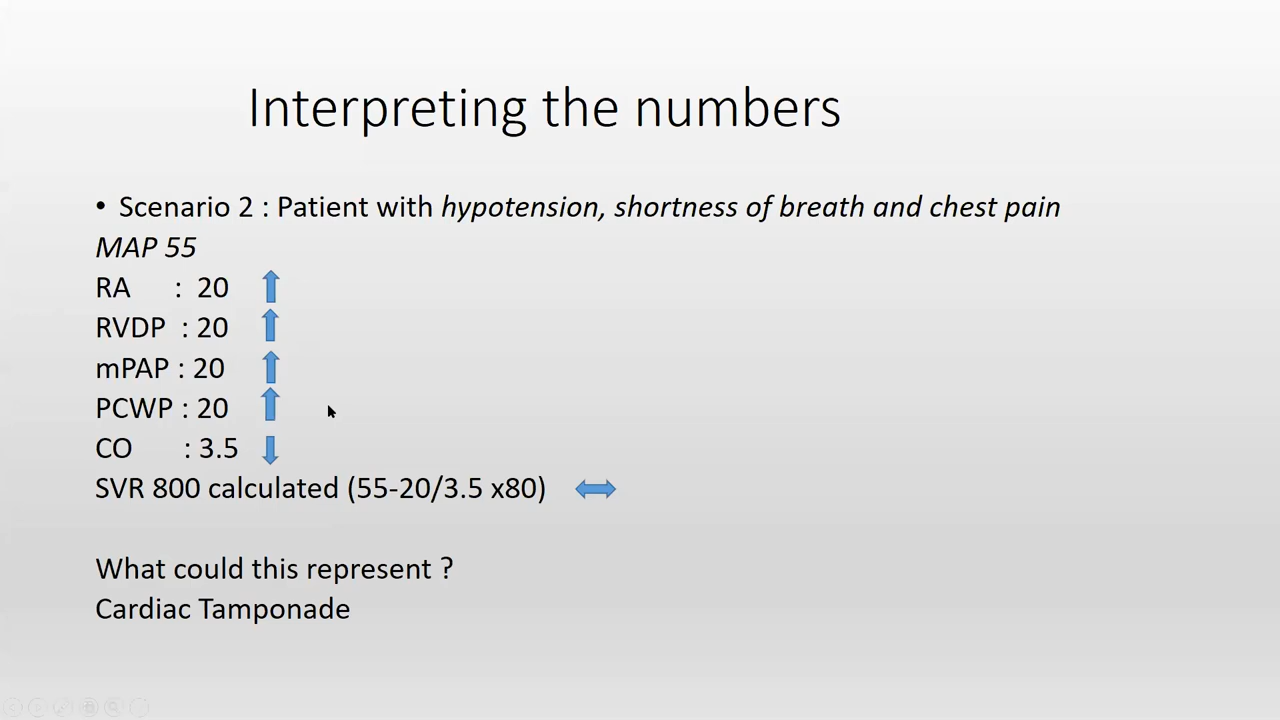 Interpreting the numbers
• Scenario 2 : Patient with hypotension, shortness of breath and chest pain
MAP 55
RA : 20
RVDP : 20
mPAP : 20
PCWP : 20
CO : 3.5
SVR 800 calculated (55-20/3.5 x80)
What could this represent ?
Cardiac Tamponade